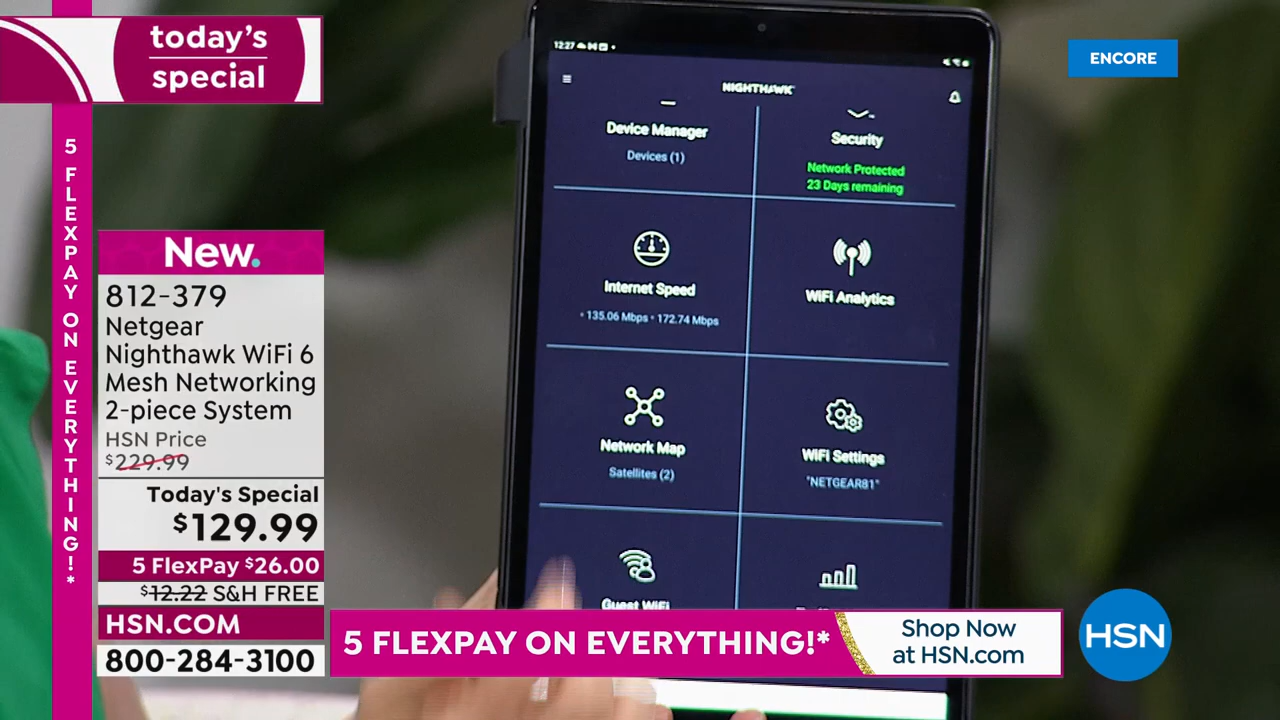 today's
special
ENCORE
5 FLEXPAY ON EVERYTHING!*
New.
812-379
Netgear
Nighthawk WiFi 6
Mesh Networking
2-piece System
HSN Price
$229.99
Today's Special
$129.99
5 FlexPay $26.00
$12.22 S&H FREE
HSN.COM
800-284-3100
12:27
NIGHTHAWK
Device Manager
Devices (1)
Security
Network Protected
23 Days remaining
Internet Speed
135.06 Mbps • 172.74 Mbps
WiFi Analytics
Network Map
Satellites (2)
WiFi Settings
"NETGEAR81"
Guest WiFi
5 FLEXPAY ON EVERYTHING!*
Shop Now
at HSN.com
HSN